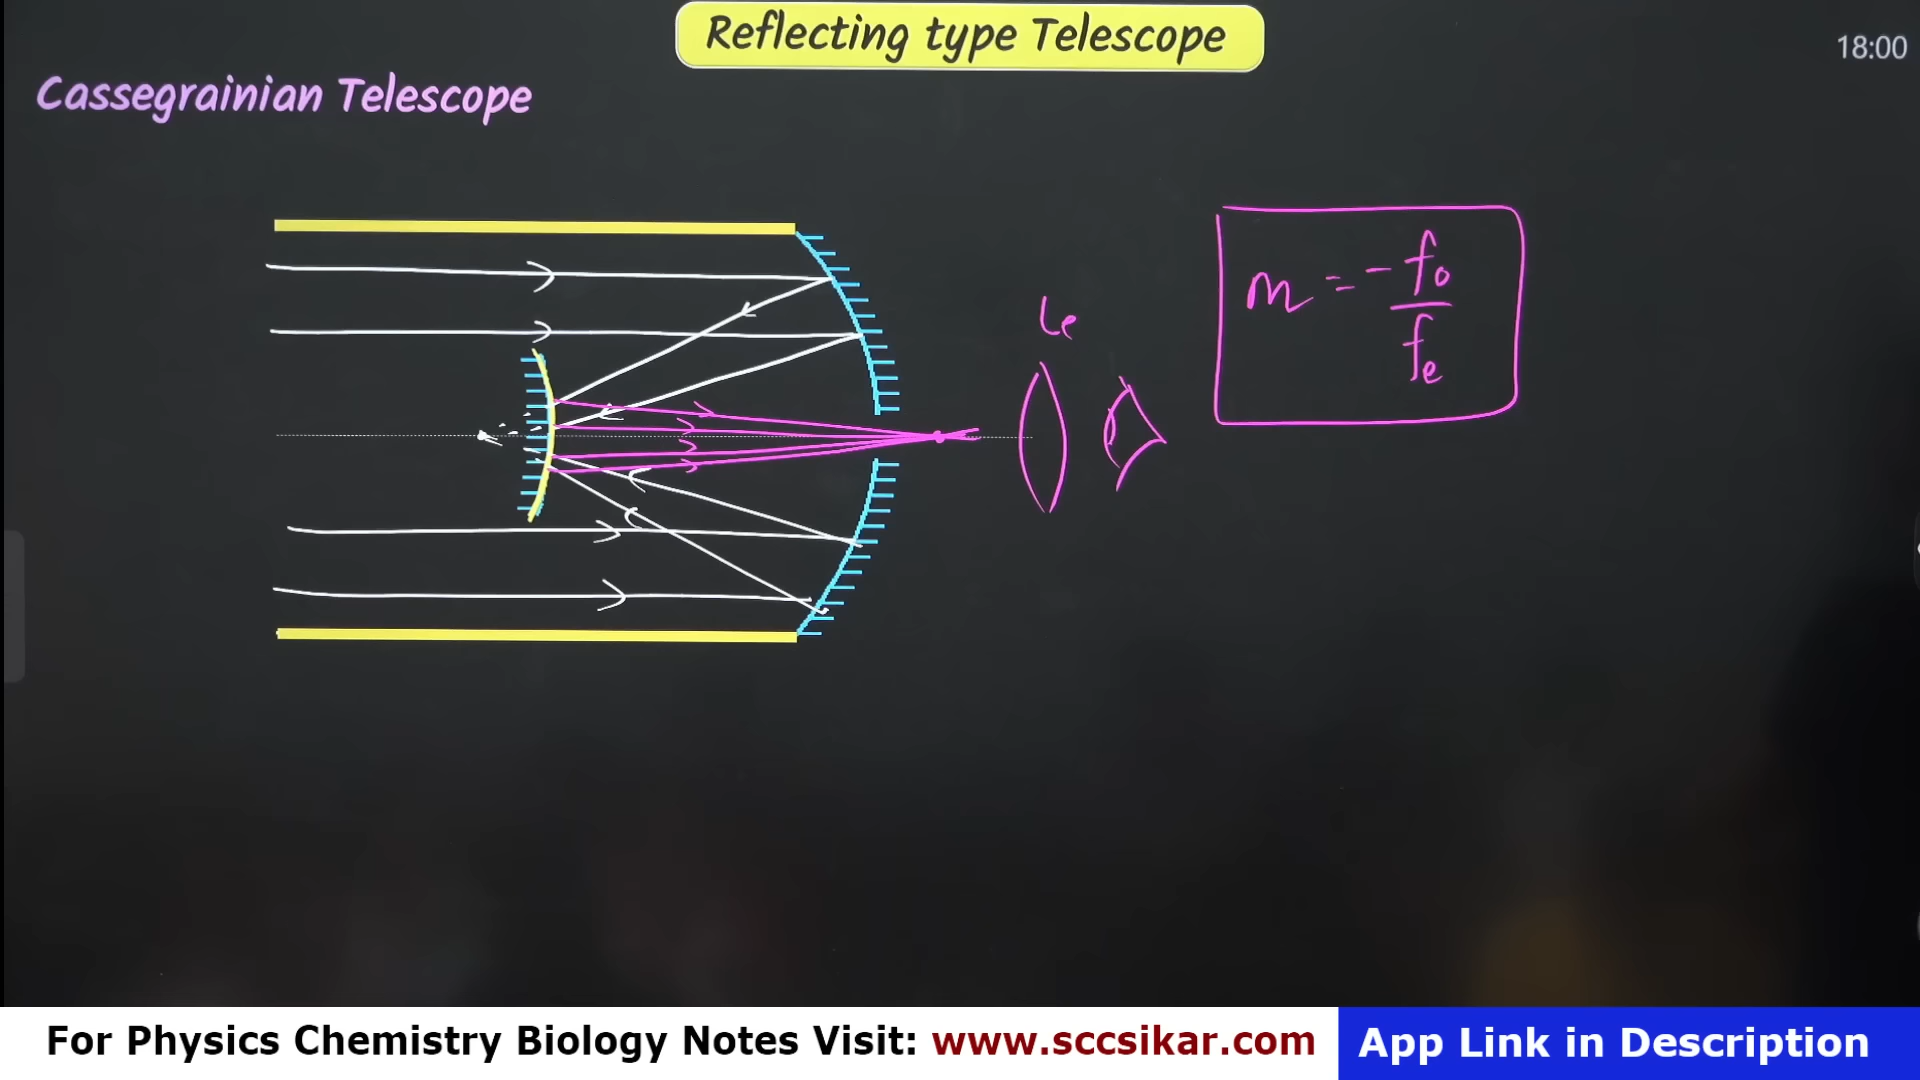 Reflecting type Telescope
18:00
Cassegrainian Telescope
m = - fo / fe
Le
For Physics Chemistry Biology Notes Visit: www.sccsikar.com
App Link in Description